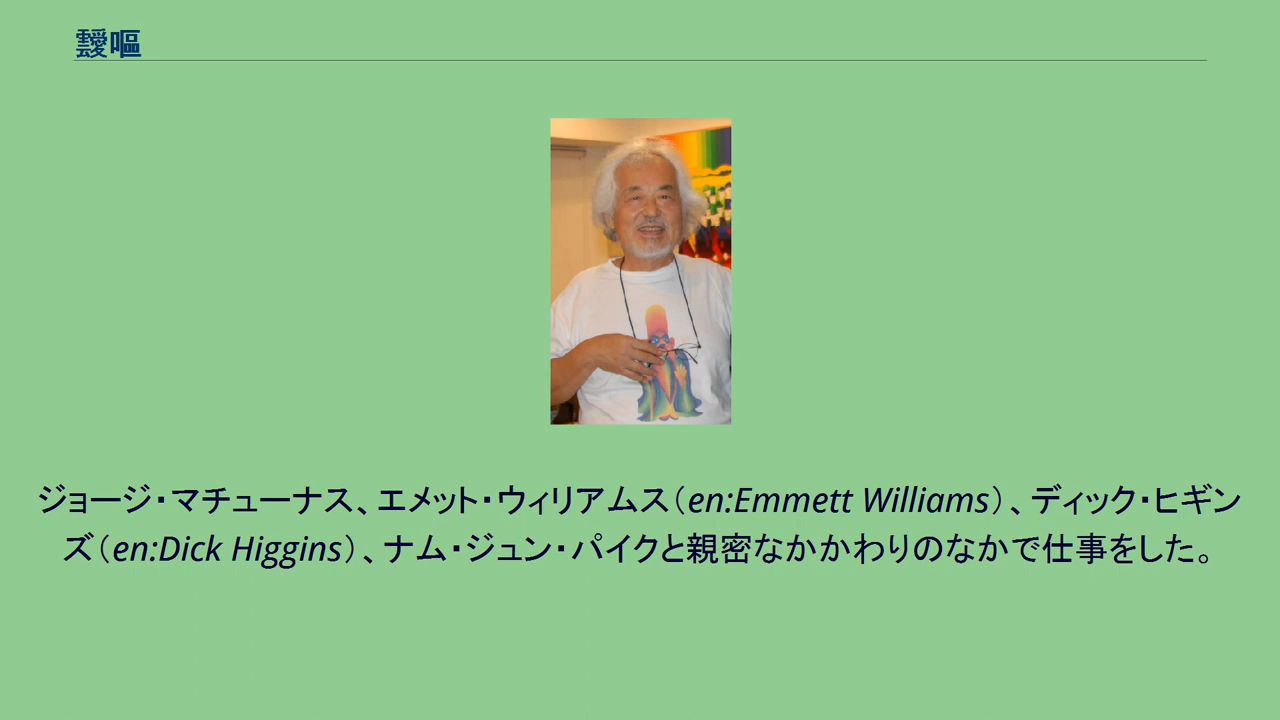 靉嘔
ジョージ・マチューナス、エメット・ウィリアムス（en:Emmett Williams）、ディック・ヒギン
ズ（en:Dick Higgins）、ナム・ジュン・パイクと親密なかかわりのなかで仕事をした。